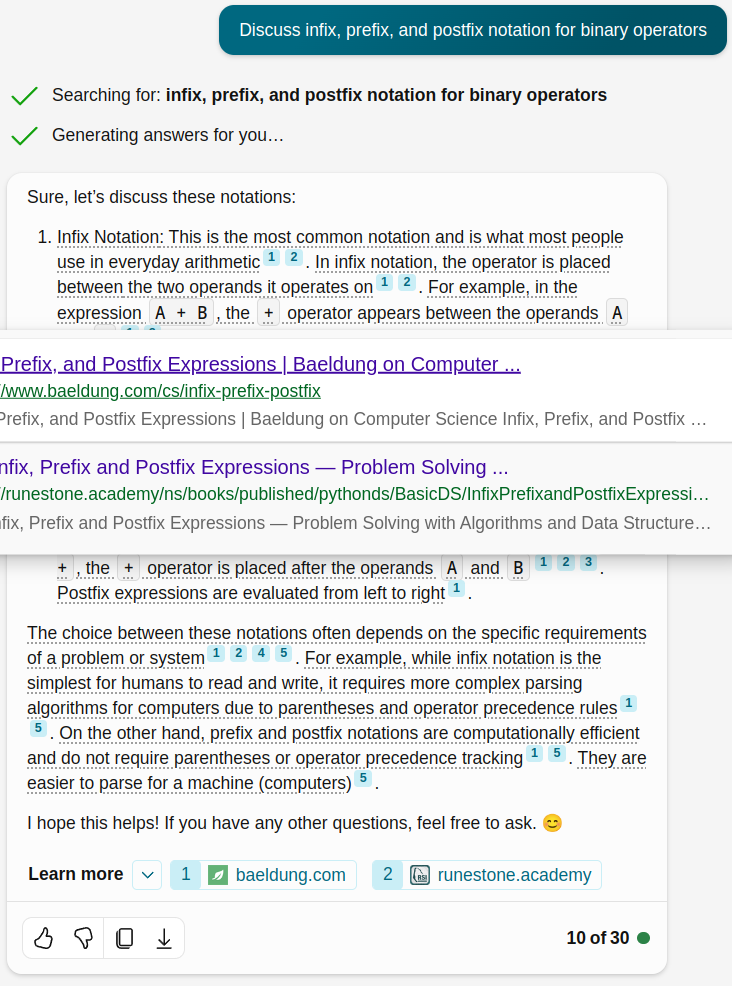 Discuss infix, prefix, and postfix notation for binary operators
Searching for: infix, prefix, and postfix notation for binary operators
Generating answers for you…
Sure, let's discuss these notations:
1. Infix Notation: This is the most common notation and is what most people
use in everyday arithmetic 1 2 . In infix notation, the operator is placed
between the two operands it operates on 1 2 . For example, in the
expression A + B , the + operator appears between the operands A
Prefix, and Postfix Expressions | Baeldung on Computer ...
//www.baeldung.com/cs/infix-prefix-postfix
Prefix, and Postfix Expressions | Baeldung on Computer Science Infix, Prefix, and Postfix …
nfix, Prefix and Postfix Expressions — Problem Solving ...
//runestone.academy/ns/books/published/pythonds/BasicDS/InfixPrefixandPostfixExpressi…
nfix, Prefix and Postfix Expressions — Problem Solving with Algorithms and Data Structure…
+ , the + operator is placed after the operands A and B 1 2 3 .
Postfix expressions are evaluated from left to right 1 .
The choice between these notations often depends on the specific requirements
of a problem or system 1 2 4 5 . For example, while infix notation is the
simplest for humans to read and write, it requires more complex parsing
algorithms for computers due to parentheses and operator precedence rules 1
5 . On the other hand, prefix and postfix notations are computationally efficient
and do not require parentheses or operator precedence tracking 1 5 . They are
easier to parse for a machine (computers) 5 .
I hope this helps! If you have any other questions, feel free to ask. 😊
Learn more 1 baeldung.com 2 runestone.academy
10 of 30